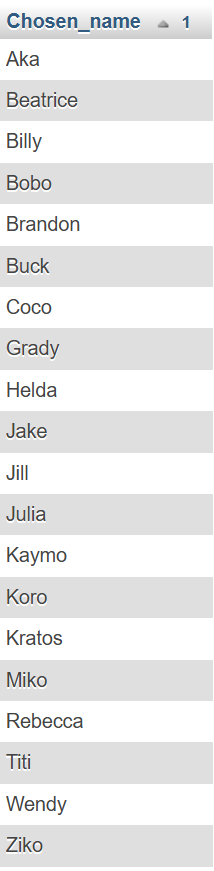 Chosen_name 1
Aka
Beatrice
Billy
Bobo
Brandon
Buck
Coco
Grady
Helda
Jake
Jill
Julia
Kaymo
Koro
Kratos
Miko
Rebecca
Titi
Wendy
Ziko